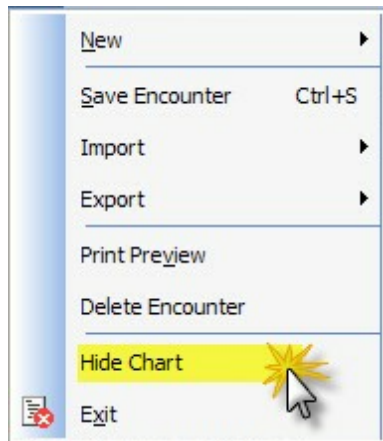 New
Save Encounter Ctrl+S
Import
Export
Print Preview
Delete Encounter
Hide Chart
Exit